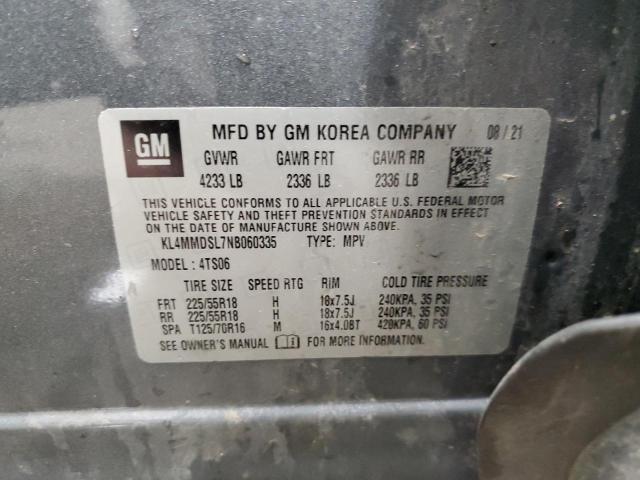 GM MFD BY GM KOREA COMPANY 08/21
GVWR GAWR FRT GAWR RR
4233 LB 2336 LB 2336 LB
THIS VEHICLE CONFORMS TO ALL APPLICABLE U.S. FEDERAL MOTOR
VEHICLE SAFETY AND THEFT PREVENTION STANDARDS IN EFFECT
ON THE DATE OF MANUFACTURE SHOWN ABOVE.
KL4MMDSL7NB060335 TYPE: MPV
MODEL: 4TS06
TIRE SIZE SPEED RTG RIM COLD TIRE PRESSURE
FRT 225/55R18 H 18x7.5J 240KPA, 35 PSI
RR 225/55R18 H 18x7.5J 240KPA, 35 PSI
SPA T125/70R16 M 16x4.0BT 420KPA, 60 PSI
SEE OWNER'S MANUAL FOR MORE INFORMATION.